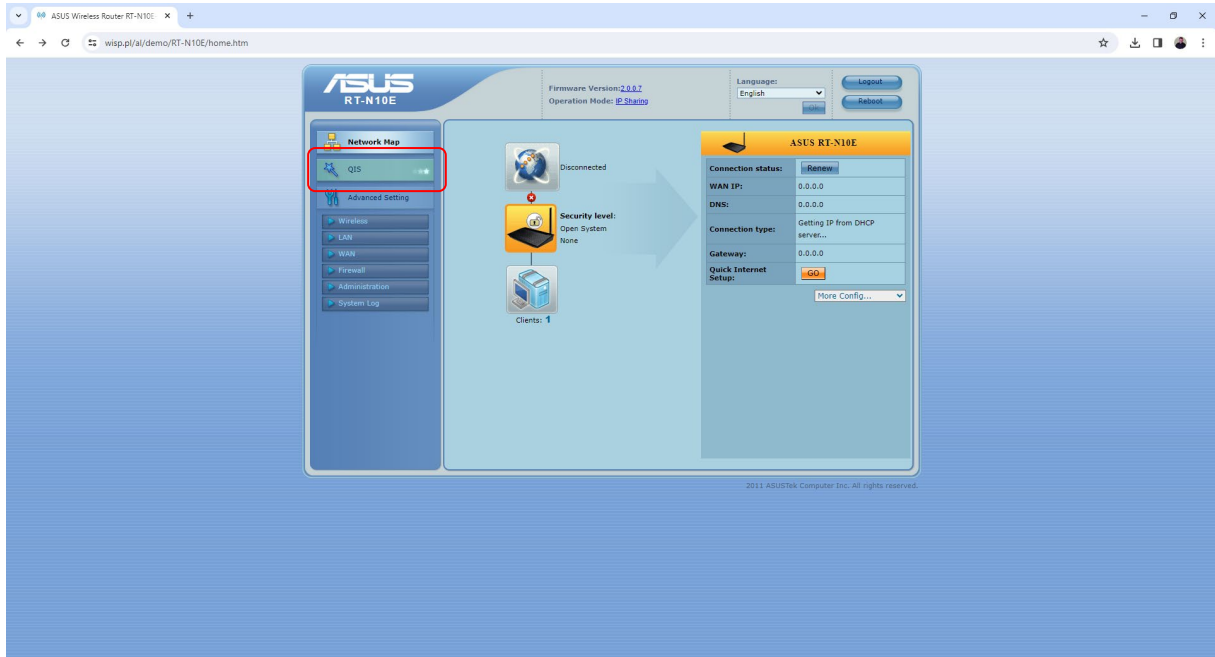 ASUS Wireless Router RT-N10E
wisp.pl/al/demo/RT-N10E/home.htm
ASUS
RT-N10E
Firmware Version:2.0.0.7
Operation Mode: IP Sharing
Language:
English
Ok
Logout
Reboot
Network Map
QIS
Advanced Setting
Wireless
LAN
WAN
Firewall
Administration
System Log
Disconnected
Security level:
Open System
None
Clients: 1
ASUS RT-N10E
Connection status: Renew
WAN IP: 0.0.0.0
DNS: 0.0.0.0
Connection type: Getting IP from DHCP
server...
Gateway: 0.0.0.0
Quick Internet
Setup: GO
More Config...
2011 ASUSTek Computer Inc. All rights reserved.